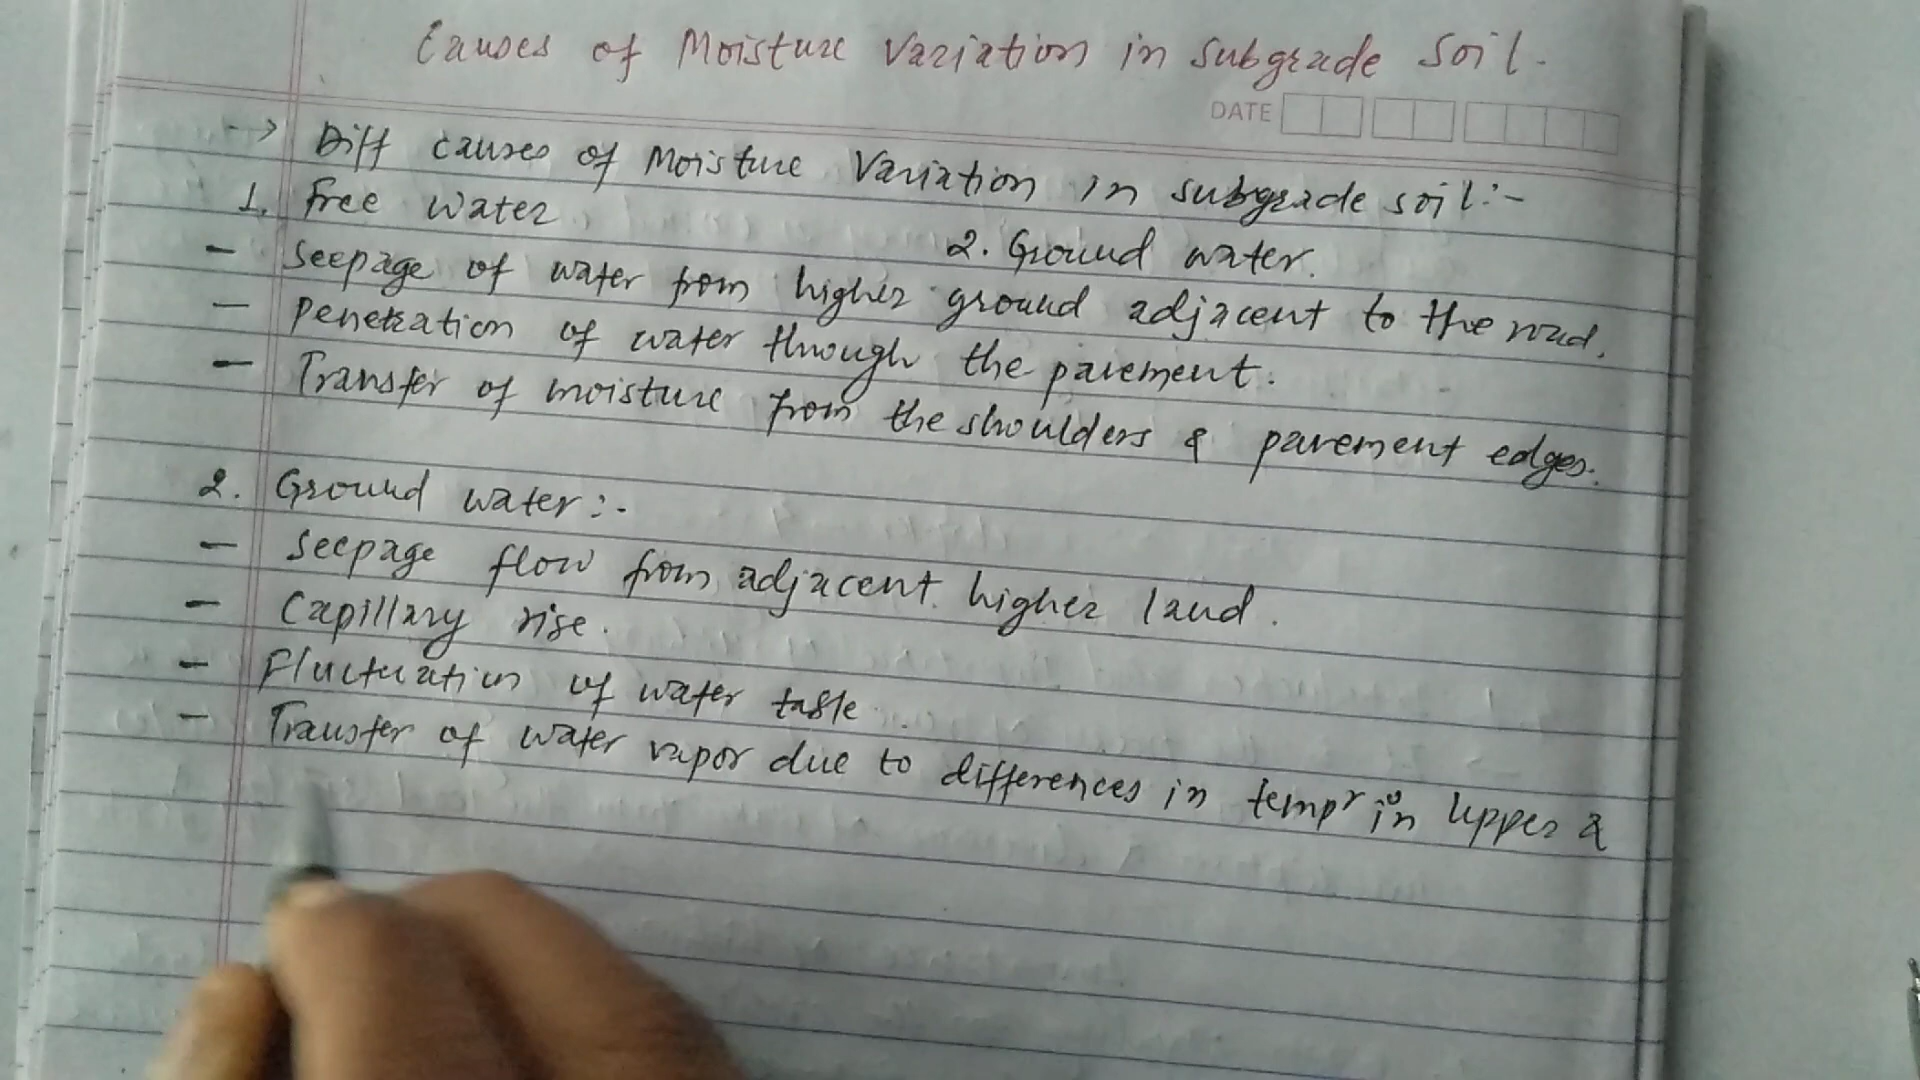 Causes of Moisture Variation in Subgrade Soil.
DATE
-> Diff causes of Moisture Variation in subgrade soil:-
1. Free Water
2. Ground water.
- Seepage of water from higher ground adjacent to the road.
- Penetration of water through the pavement.
- Transfer of moisture from the shoulders & pavement edges.
2. Ground water:-
- Seepage flow from adjacent higher land.
- Capillary rise.
- Fluctuation of water table
- Transfer of water vapor due to differences in tempr in upper &